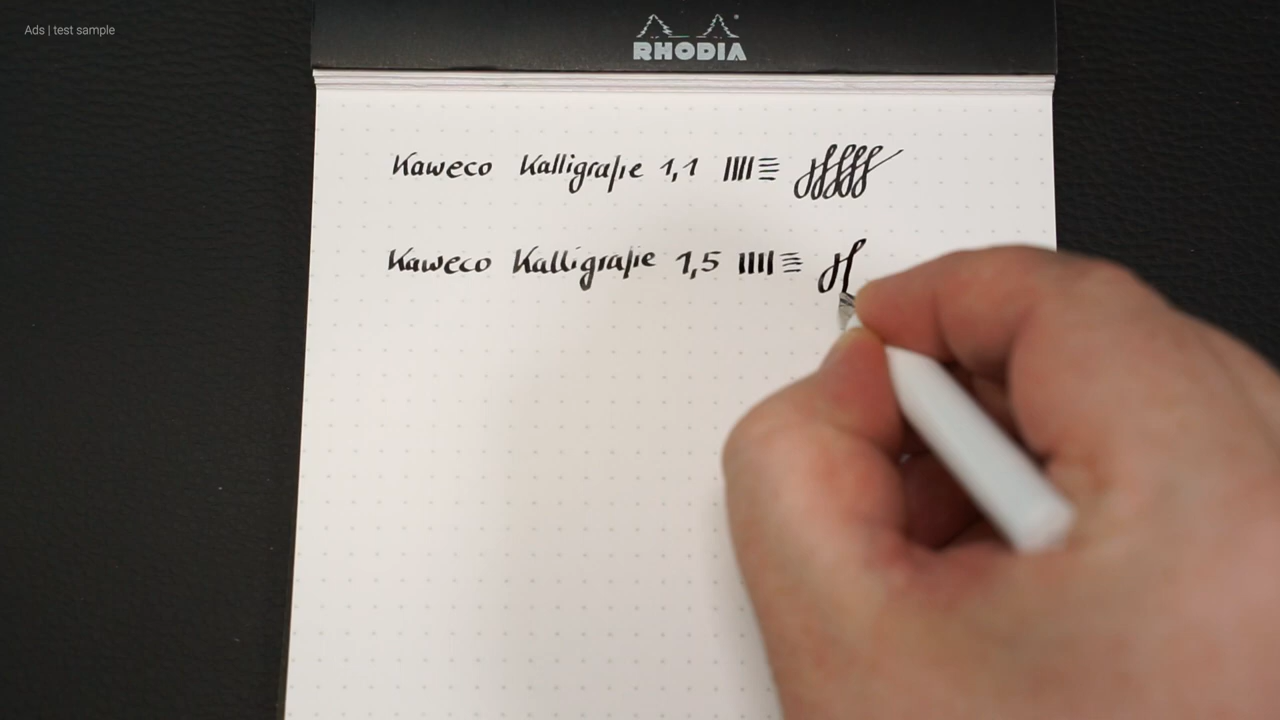 Ads | test sample
RHODIA
Kaweco Kalligrafie 1,1
Kaweco Kalligrafie 1,5